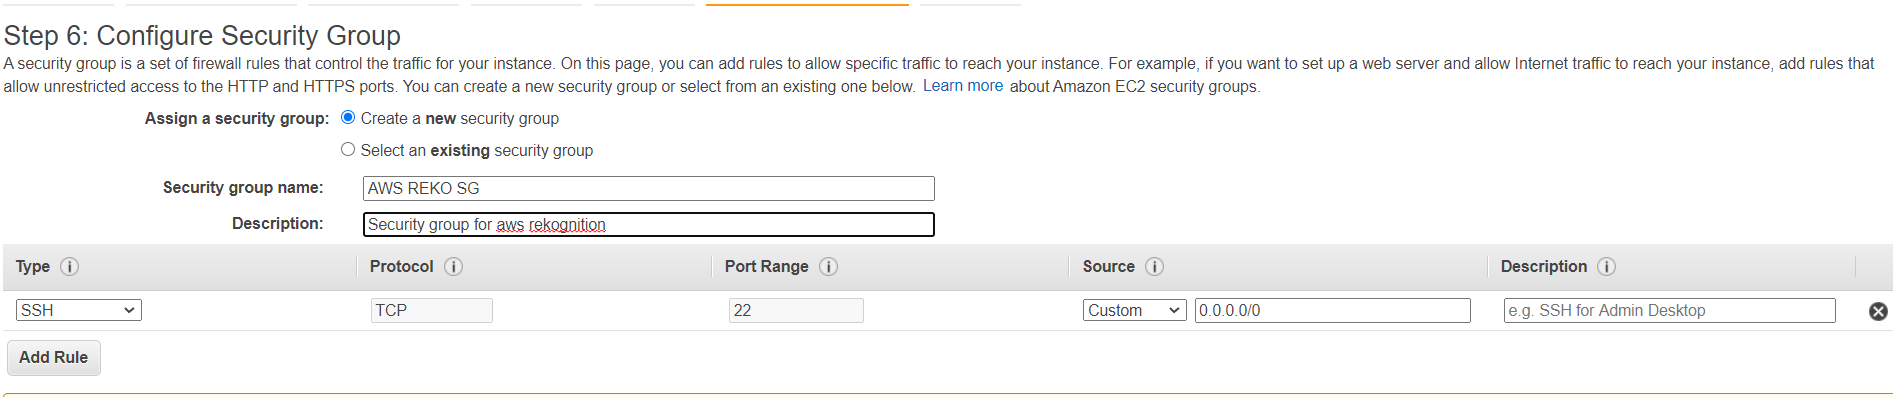 Step 6: Configure Security Group
A security group is a set of firewall rules that control the traffic for your instance. On this page, you can add rules to allow specific traffic to reach your instance. For example, if you want to set up a web server and allow Internet traffic to reach your instance, add rules that
allow unrestricted access to the HTTP and HTTPS ports. You can create a new security group or select from an existing one below. Learn more about Amazon EC2 security groups.
Assign a security group: Create a new security group
Select an existing security group
Security group name: AWS REKO SG
Description: Security group for aws rekognition
Type i Protocol i Port Range i Source i Description i
SSH TCP 22 Custom 0.0.0.0/0 e.g. SSH for Admin Desktop
Add Rule